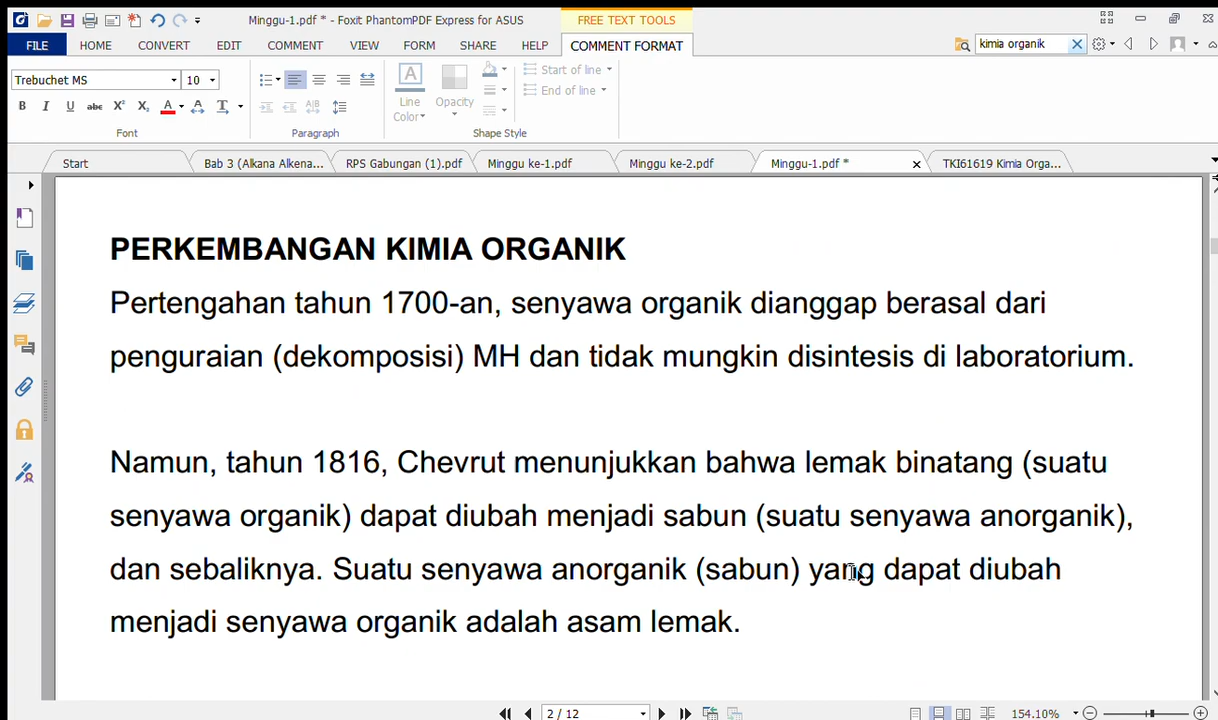 Minggu-1.pdf * - Foxit PhantomPDF Express for ASUS
FREE TEXT TOOLS
FILE HOME CONVERT EDIT COMMENT VIEW FORM SHARE HELP COMMENT FORMAT
kimia organik
Trebuchet MS 10
Start of line
End of line
Line Color
Opacity
Font Paragraph Shape Style
Start
Bab 3 (Alkana Alkena...
RPS Gabungan (1).pdf
Minggu ke-1.pdf
Minggu ke-2.pdf
Minggu-1.pdf *
TKI61619 Kimia Orga...
PERKEMBANGAN KIMIA ORGANIK
Pertengahan tahun 1700-an, senyawa organik dianggap berasal dari
penguraian (dekomposisi) MH dan tidak mungkin disintesis di laboratorium.
Namun, tahun 1816, Chevrut menunjukkan bahwa lemak binatang (suatu
senyawa organik) dapat diubah menjadi sabun (suatu senyawa anorganik),
dan sebaliknya. Suatu senyawa anorganik (sabun) yang dapat diubah
menjadi senyawa organik adalah asam lemak.
2 / 12
154.10%